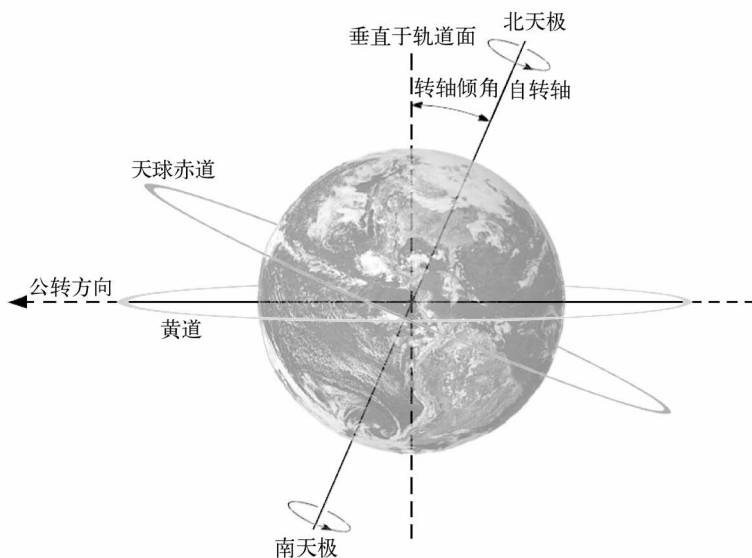 北天极
垂直于轨道面
转轴倾角
自转轴
天球赤道
公转方向
黄道
南天极